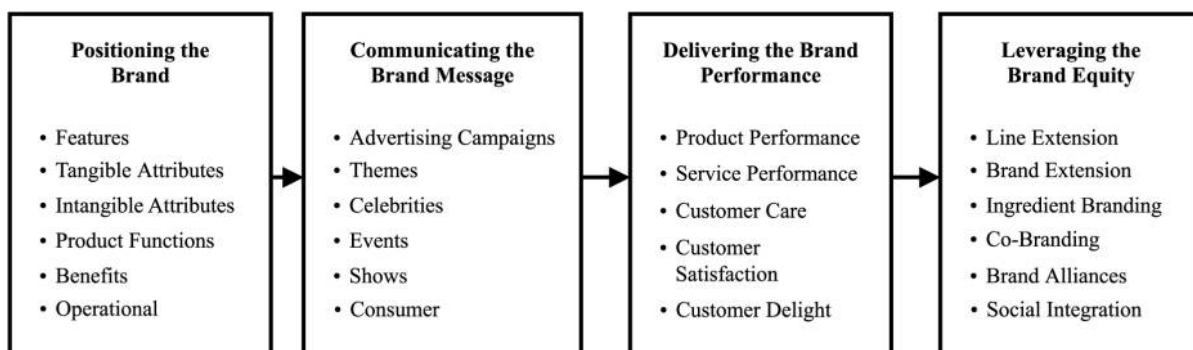 Positioning the
Brand
• Features
• Tangible Attributes
• Intangible Attributes
• Product Functions
• Benefits
• Operational
Communicating the
Brand Message
• Advertising Campaigns
• Themes
• Celebrities
• Events
• Shows
• Consumer
Delivering the Brand
Performance
• Product Performance
• Service Performance
• Customer Care
• Customer
Satisfaction
• Customer Delight
Leveraging the
Brand Equity
• Line Extension
• Brand Extension
• Ingredient Branding
• Co-Branding
• Brand Alliances
• Social Integration